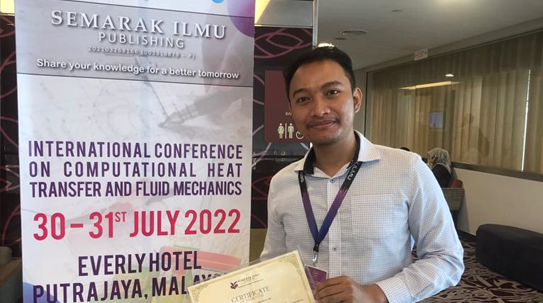 SEMARAK ILMU
PUBLISHING
Share your knowledge for a better tomorrow
INTERNATIONAL CONFERENCE
ON COMPUTATIONAL HEAT
TRANSFER AND FLUID MECHANICS
30 – 31ST JULY 2022
EVERLY HOTEL
PUTRAJAYA, MALAY
CERTIFICATE